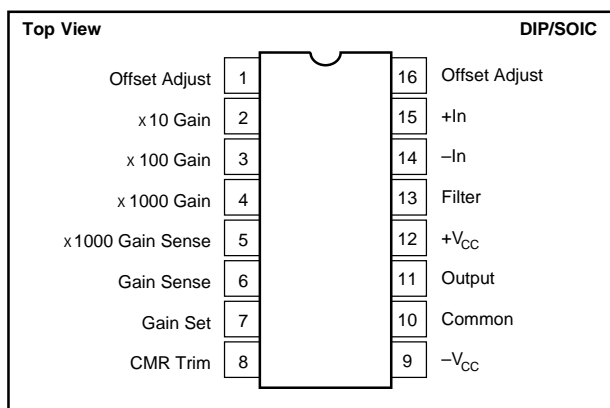 Top View DIP/SOIC
Offset Adjust 1 16 Offset Adjust
x10 Gain 2 15 +In
x100 Gain 3 14 –In
x1000 Gain 4 13 Filter
x1000 Gain Sense 5 12 +VCC
Gain Sense 6 11 Output
Gain Set 7 10 Common
CMR Trim 8 9 –VCC